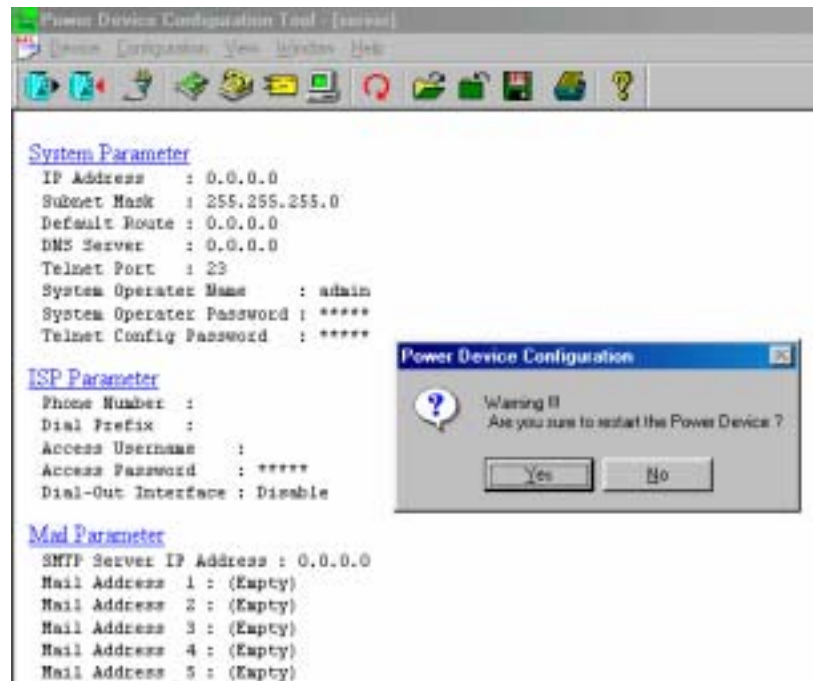 Power Device Configuration Tool - [server]
Device Configuration View Window Help
System Parameter
IP Address : 0.0.0.0
Subnet Mask : 255.255.255.0
Default Route : 0.0.0.0
DNS Server : 0.0.0.0
Telnet Port : 23
System Operater Name : admin
System Operater Password : *****
Telnet Config Password : *****
ISP Parameter
Phone Number :
Dial Prefix :
Access Username :
Access Password : *****
Dial-Out Interface : Disable
Mail Parameter
SMTP Server IP Address : 0.0.0.0
Mail Address 1 : (Empty)
Mail Address 2 : (Empty)
Mail Address 3 : (Empty)
Mail Address 4 : (Empty)
Mail Address 5 : (Empty)
Power Device Configuration
Warning !!!
Are you sure to restart the Power Device ?
Yes No